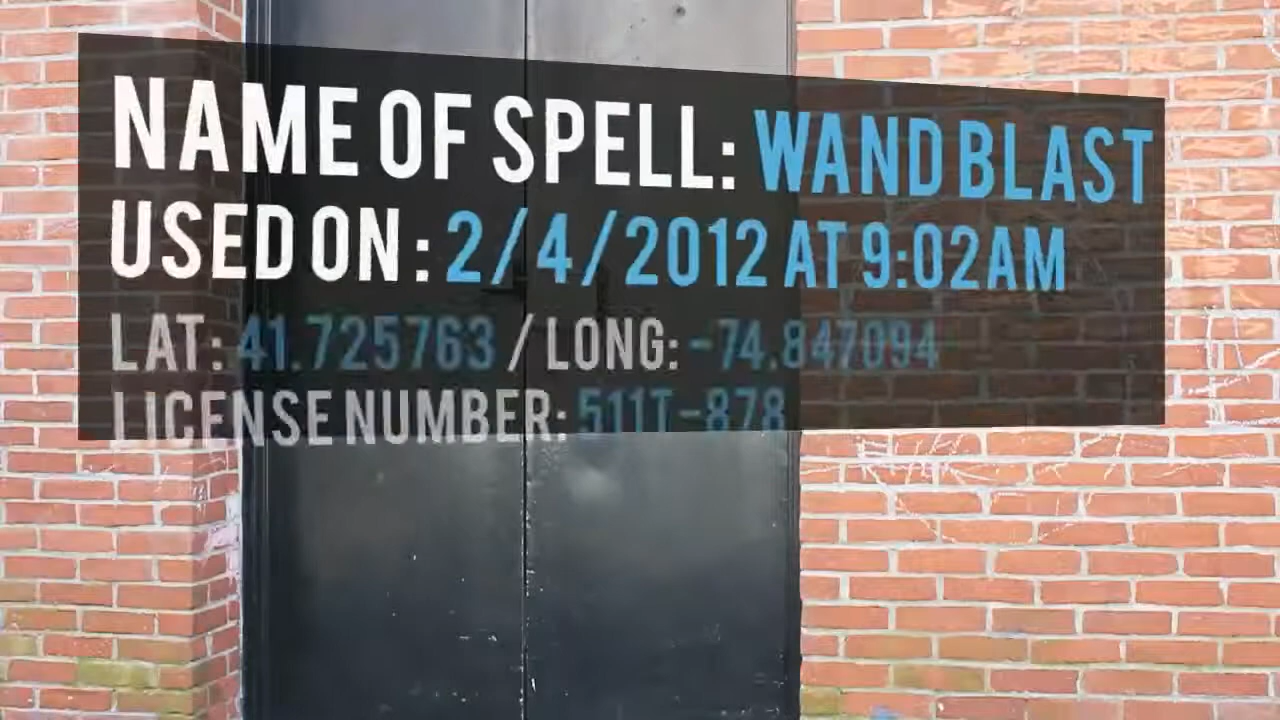 NAME OF SPELL: WAND BLAST
USED ON: 2/4/2012 AT 9:02AM
LAT: 41.725763 / LONG: -74.847094
LICENSE NUMBER: 511T-878